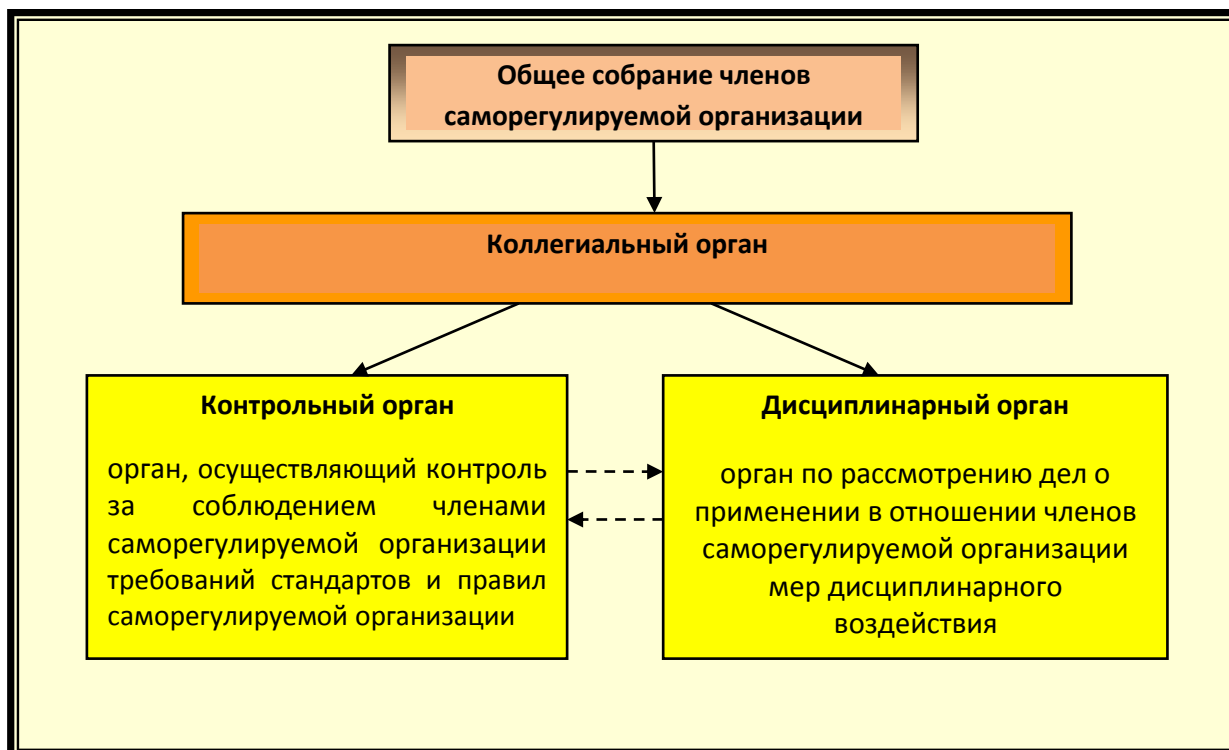 Общее собрание членов
саморегулируемой организации
Коллегиальный орган
Контрольный орган
орган, осуществляющий контроль
за соблюдением членами
саморегулируемой организации
требований стандартов и правил
саморегулируемой организации
Дисциплинарный орган
орган по рассмотрению дел о
применении в отношении членов
саморегулируемой организации
мер дисциплинарного
воздействия